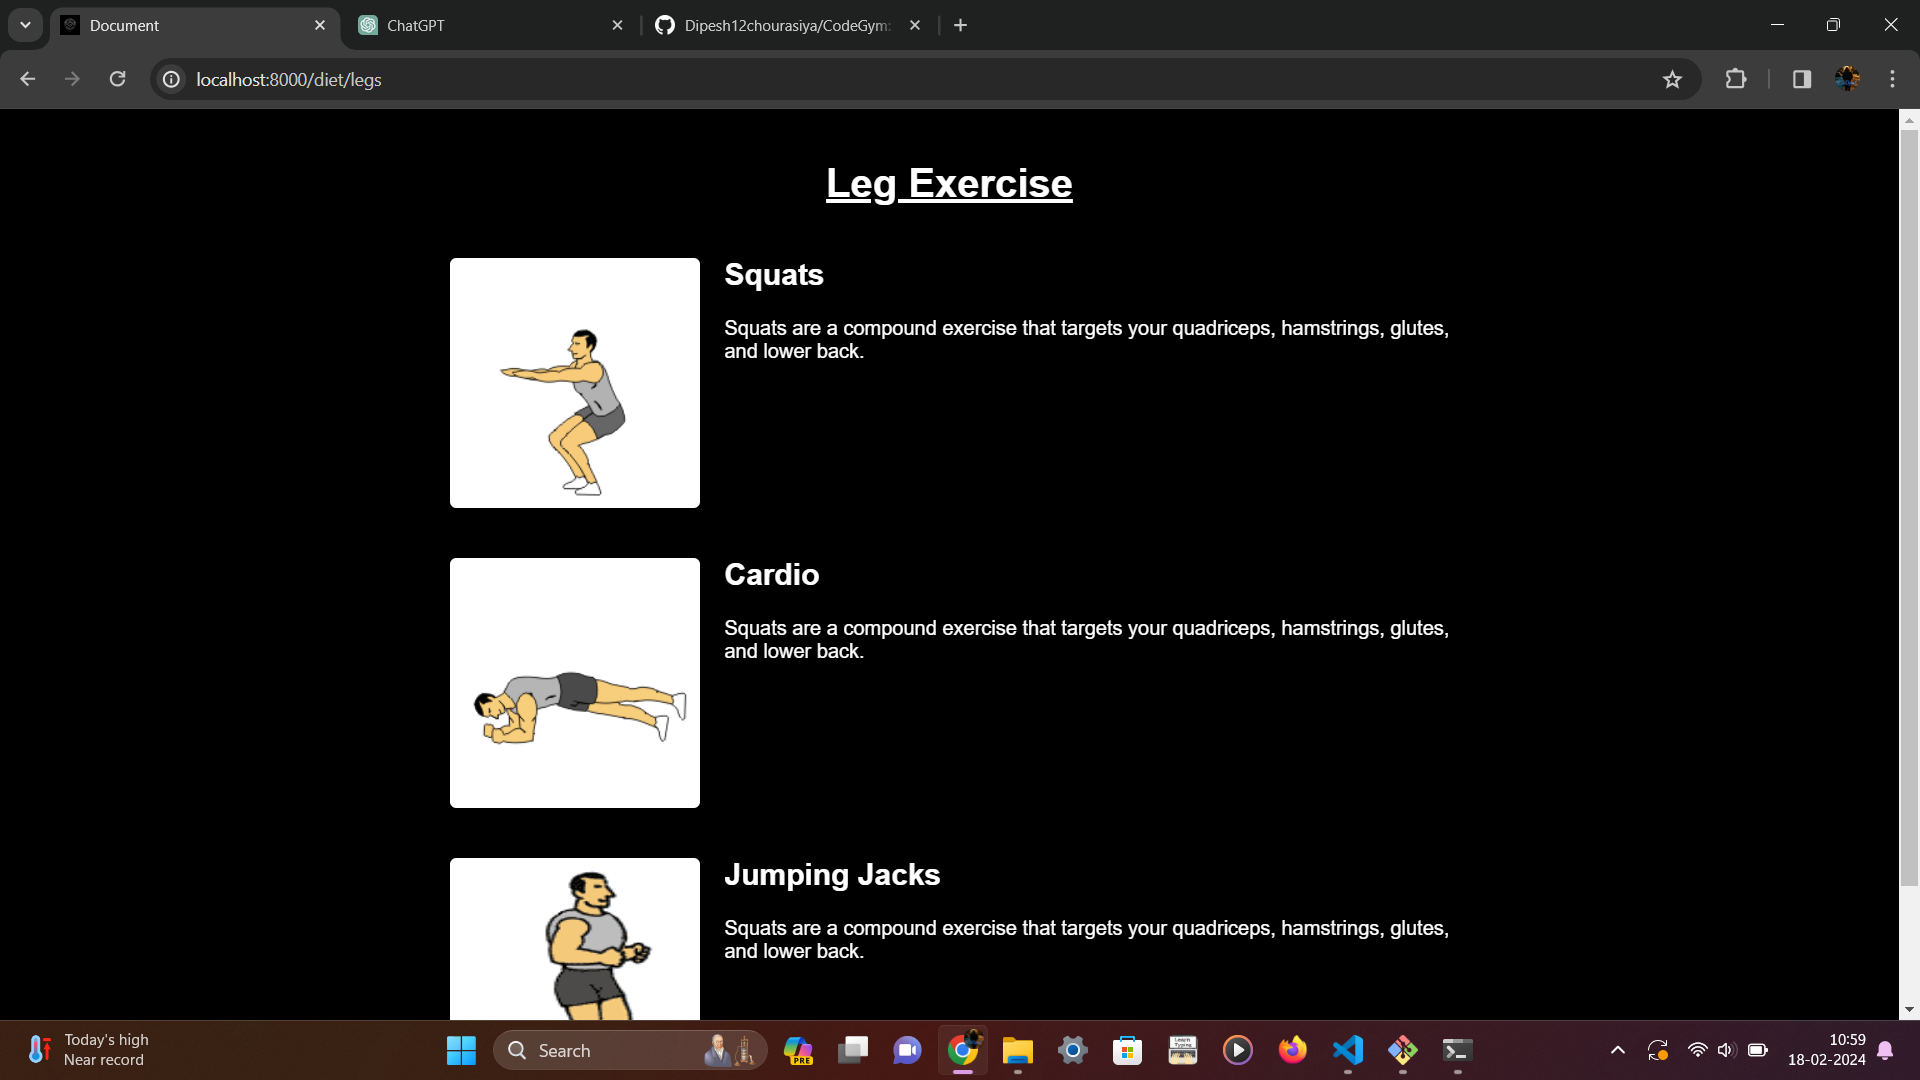 Document
ChatGPT
Dipesh12chourasiya/CodeGym:
localhost:8000/diet/legs
Leg Exercise
Squats
Squats are a compound exercise that targets your quadriceps, hamstrings, glutes,
and lower back.
Cardio
Squats are a compound exercise that targets your quadriceps, hamstrings, glutes,
and lower back.
Jumping Jacks
Squats are a compound exercise that targets your quadriceps, hamstrings, glutes,
and lower back.
Today's high
Near record
Search
PRE
Learn
Typing
10:59
18-02-2024